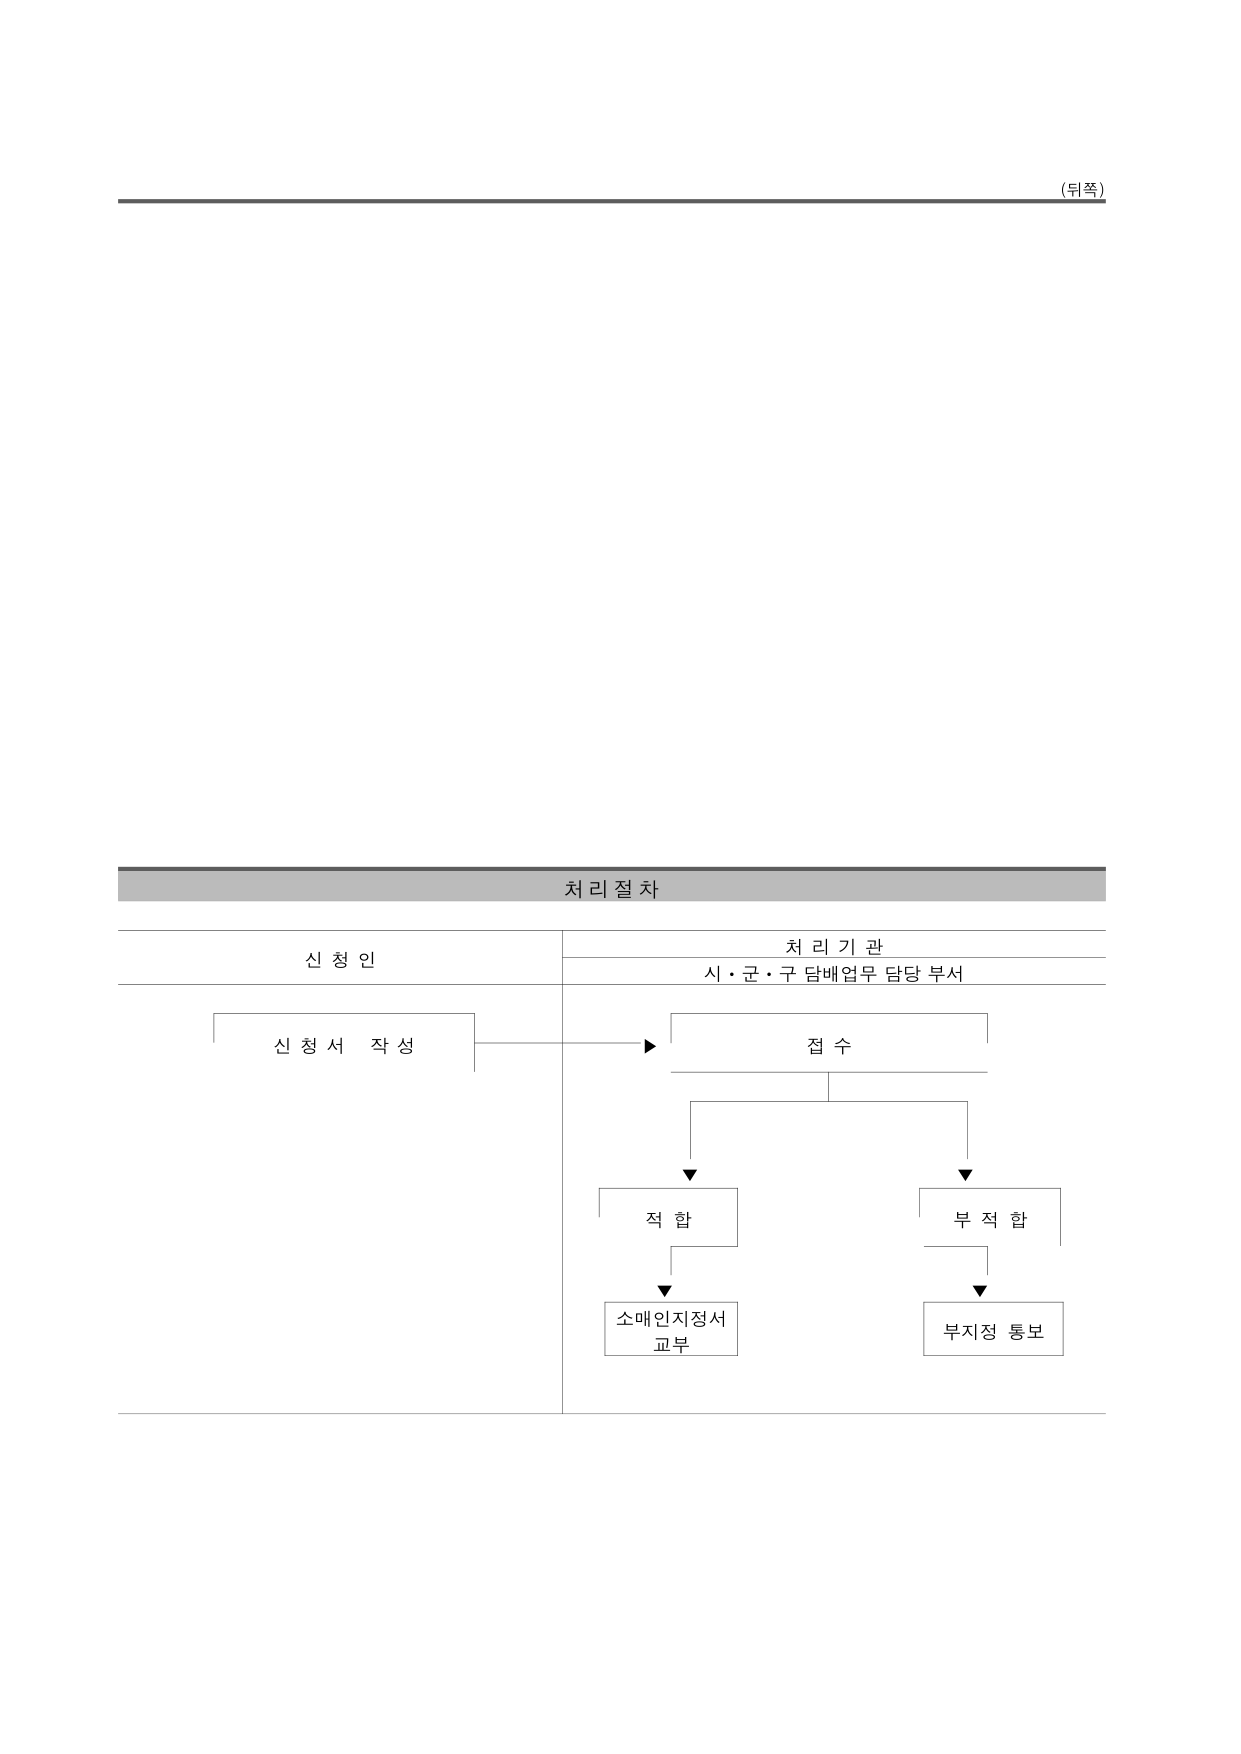 (뒤쪽)
처리절차
신 청 인
처 리 기 관
시·군·구 담배업무 담당 부서
신 청 서 작 성
접 수
적 합
부 적 합
소매인지정서
교부
부지정 통보